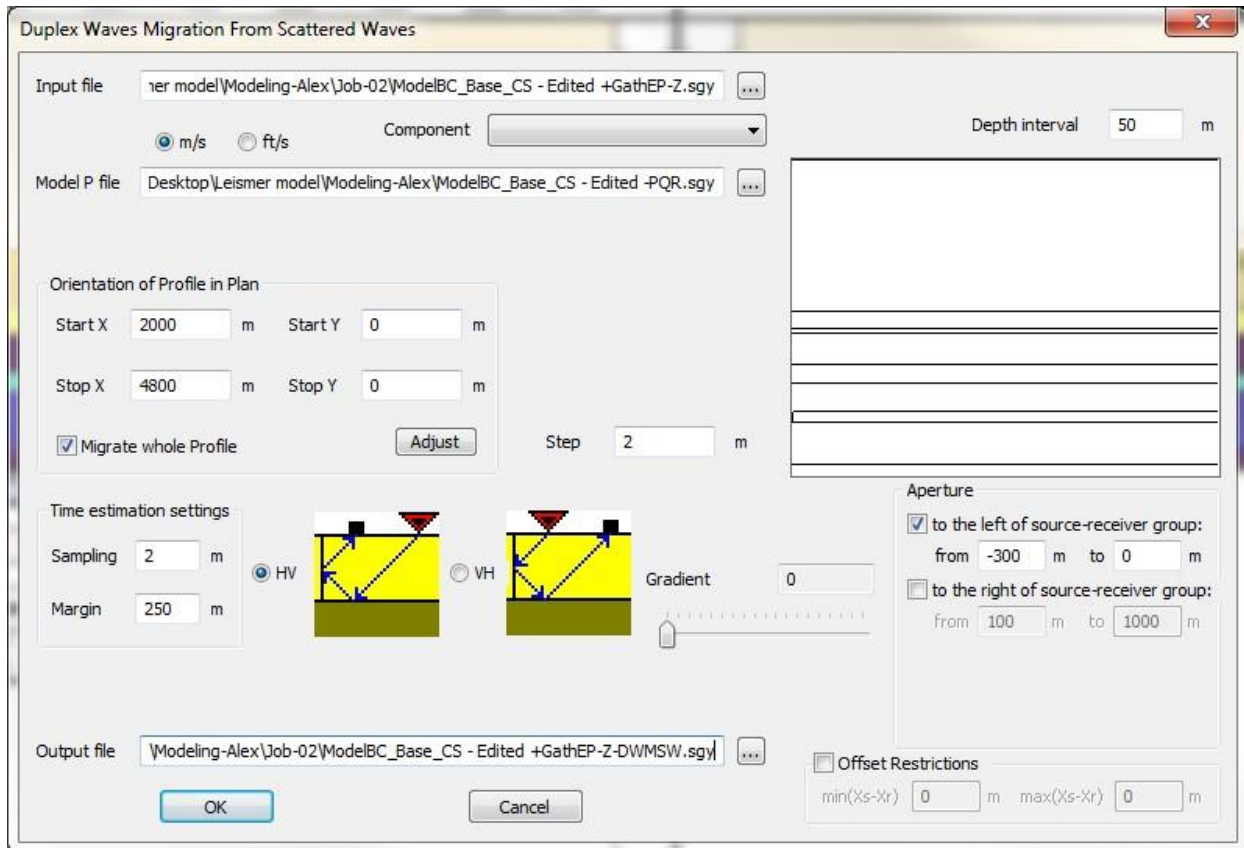 Duplex Waves Migration From Scattered Waves
Input file ner model\Modeling-Alex\Job-02\ModelBC_Base_CS - Edited +GathEP-Z.sgy ...
m/s ft/s Component
Depth interval 50 m
Model P file Desktop\Leismer model\Modeling-Alex\ModelBC_Base_CS - Edited -PQR.sgy ...
Orientation of Profile in Plan
Start X 2000 m Start Y 0 m
Stop X 4800 m Stop Y 0 m
Migrate whole Profile Adjust
Step 2 m
Time estimation settings
Sampling 2 m
Margin 250 m
HV VH
Gradient 0
Aperture
to the left of source-receiver group:
from -300 m to 0 m
to the right of source-receiver group:
from 100 m to 1000 m
Output file \Modeling-Alex\Job-02\ModelBC_Base_CS - Edited +GathEP-Z-DWMSW.sgy ...
Offset Restrictions
min(Xs-Xr) 0 m max(Xs-Xr) 0 m
OK Cancel